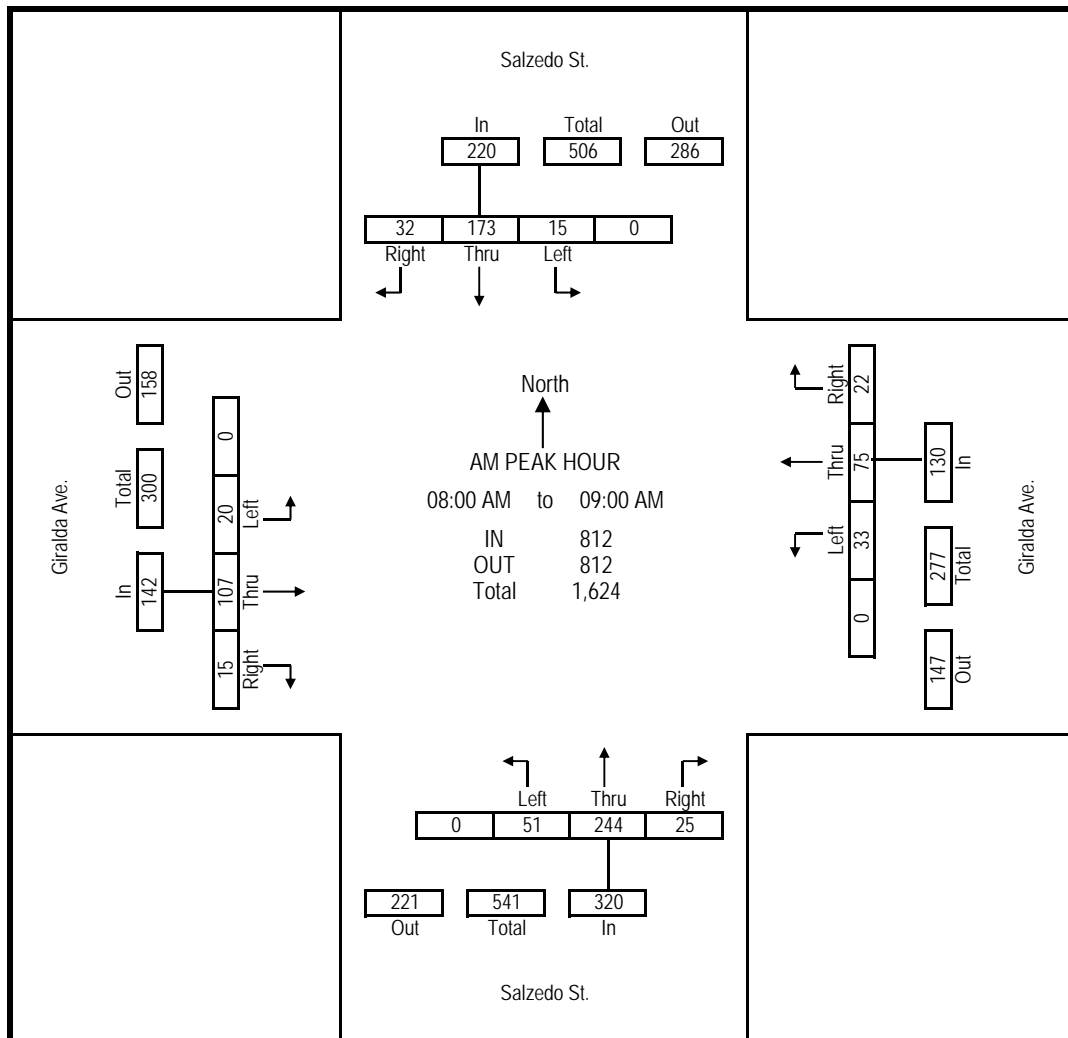 Salzedo St.
In Total Out
220 506 286
32 173 15 0
Right Thru Left
Out 158
Total 300
In 142
Giralda Ave.
0
20 Left
107 Thru
15 Right
North
AM PEAK HOUR
08:00 AM to 09:00 AM
IN 812
OUT 812
Total 1,624
Right 22
Thru 75
Left 33
0
130 In
277 Total
147 Out
Giralda Ave.
Left Thru Right
0 51 244 25
221 541 320
Out Total In
Salzedo St.